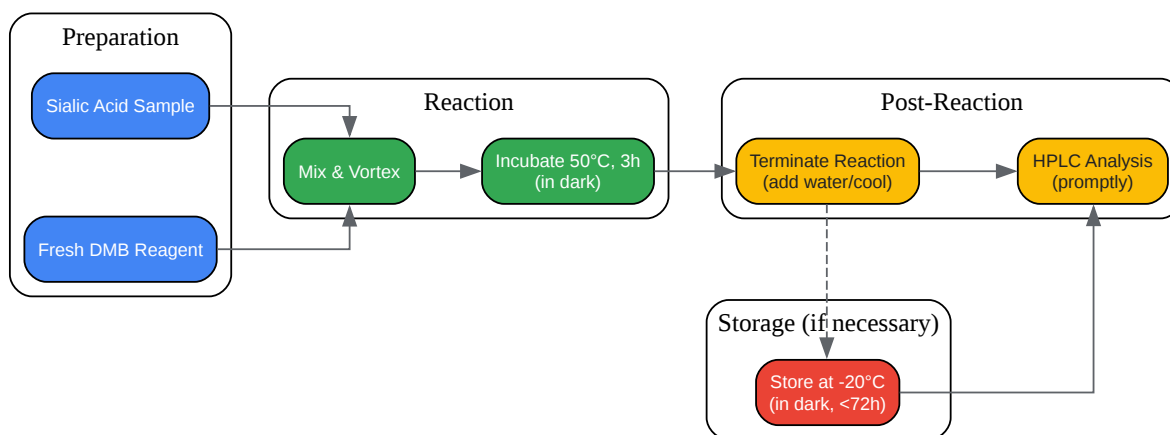 Preparation
Sialic Acid Sample
Fresh DMB Reagent
Reaction
Mix & Vortex
Incubate 50°C, 3h
(in dark)
Post-Reaction
Terminate Reaction
(add water/cool)
HPLC Analysis
(promptly)
Storage (if necessary)
Store at -20°C
(in dark, <72h)